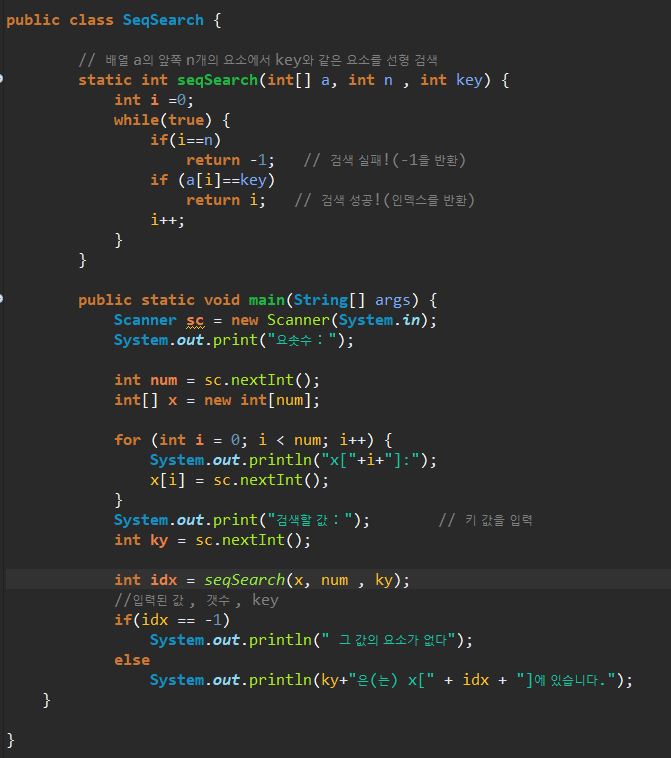 public class SeqSearch {
// 배열 a의 앞쪽 n개의 요소에서 key와 같은 요소를 선형 검색
static int seqSearch(int[] a, int n , int key) {
int i =0;
while(true) {
if(i==n)
return -1;   // 검색 실패!(-1을 반환)
if (a[i]==key)
return i;   // 검색 성공!(인덱스를 반환)
i++;
}
}
public static void main(String[] args) {
Scanner sc = new Scanner(System.in);
System.out.print("요솟수 : ");
int num = sc.nextInt();
int[] x = new int[num];
for (int i = 0; i < num; i++) {
System.out.println("x["+i+"]:");
x[i] = sc.nextInt();
}
System.out.print("검색할 값 : ");   // 키 값을 입력
int ky = sc.nextInt();
int idx = seqSearch(x, num , ky);
//입력된 값 , 갯수 , key
if(idx == -1)
System.out.println(" 그 값의 요소가 없다");
else
System.out.println(ky+"은(는) x[" + idx + "]에 있습니다.");
}
}